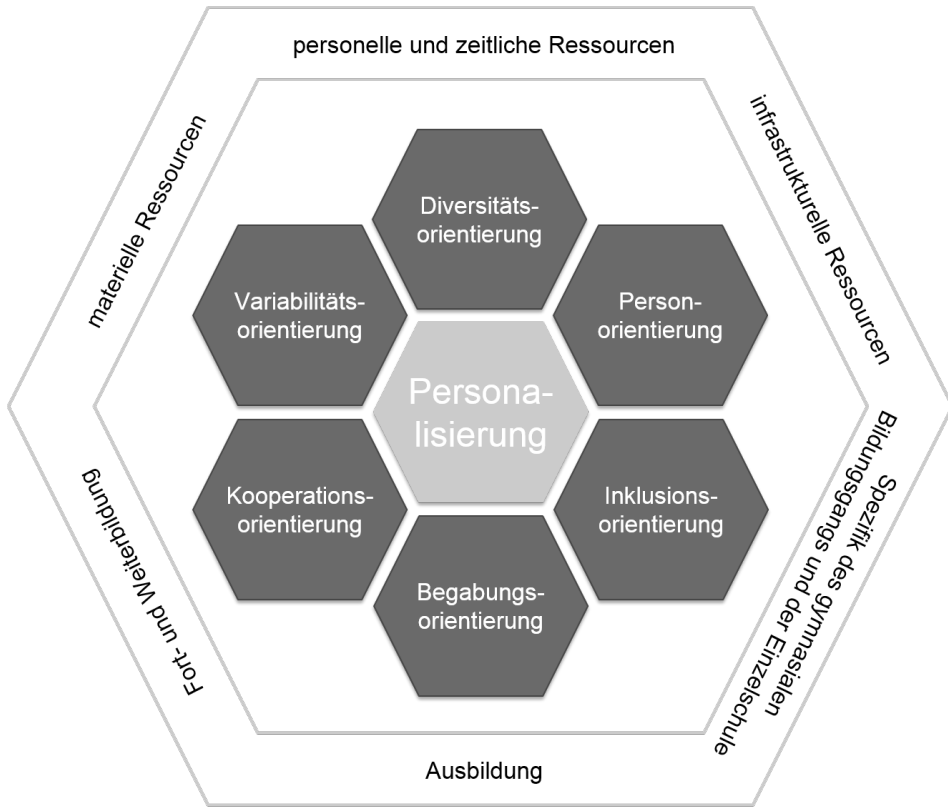 personelle und zeitliche Ressourcen
materielle Ressourcen
infrastrukturelle Ressourcen
Diversitäts-
orientierung
Variabilitäts-
orientierung
Person-
orientierung
Persona-
lisierung
Kooperations-
orientierung
Inklusions-
orientierung
Begabungs-
orientierung
Fort- und Weiterbildung
Spezifik des gymnasialen
Bildungsgangs und der Einzelschule
Ausbildung